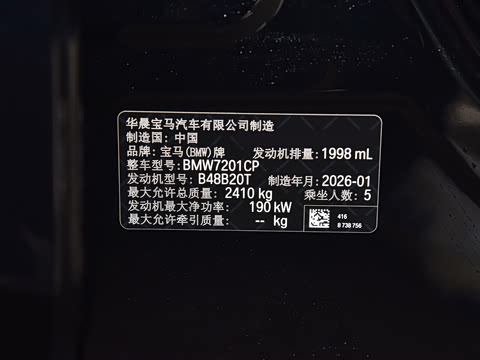 华晨宝马汽车有限公司制造
制造国: 中国
品牌: 宝马(BMW)牌 发动机排量: 1998 mL
整车型号: BMW7201CP
发动机型号: B48B20T 制造年月: 2026-01
最大允许总质量: 2410 kg 乘坐人数: 5
发动机最大净功率: 190 kW
最大允许牵引质量: -- kg
416
8 738 756